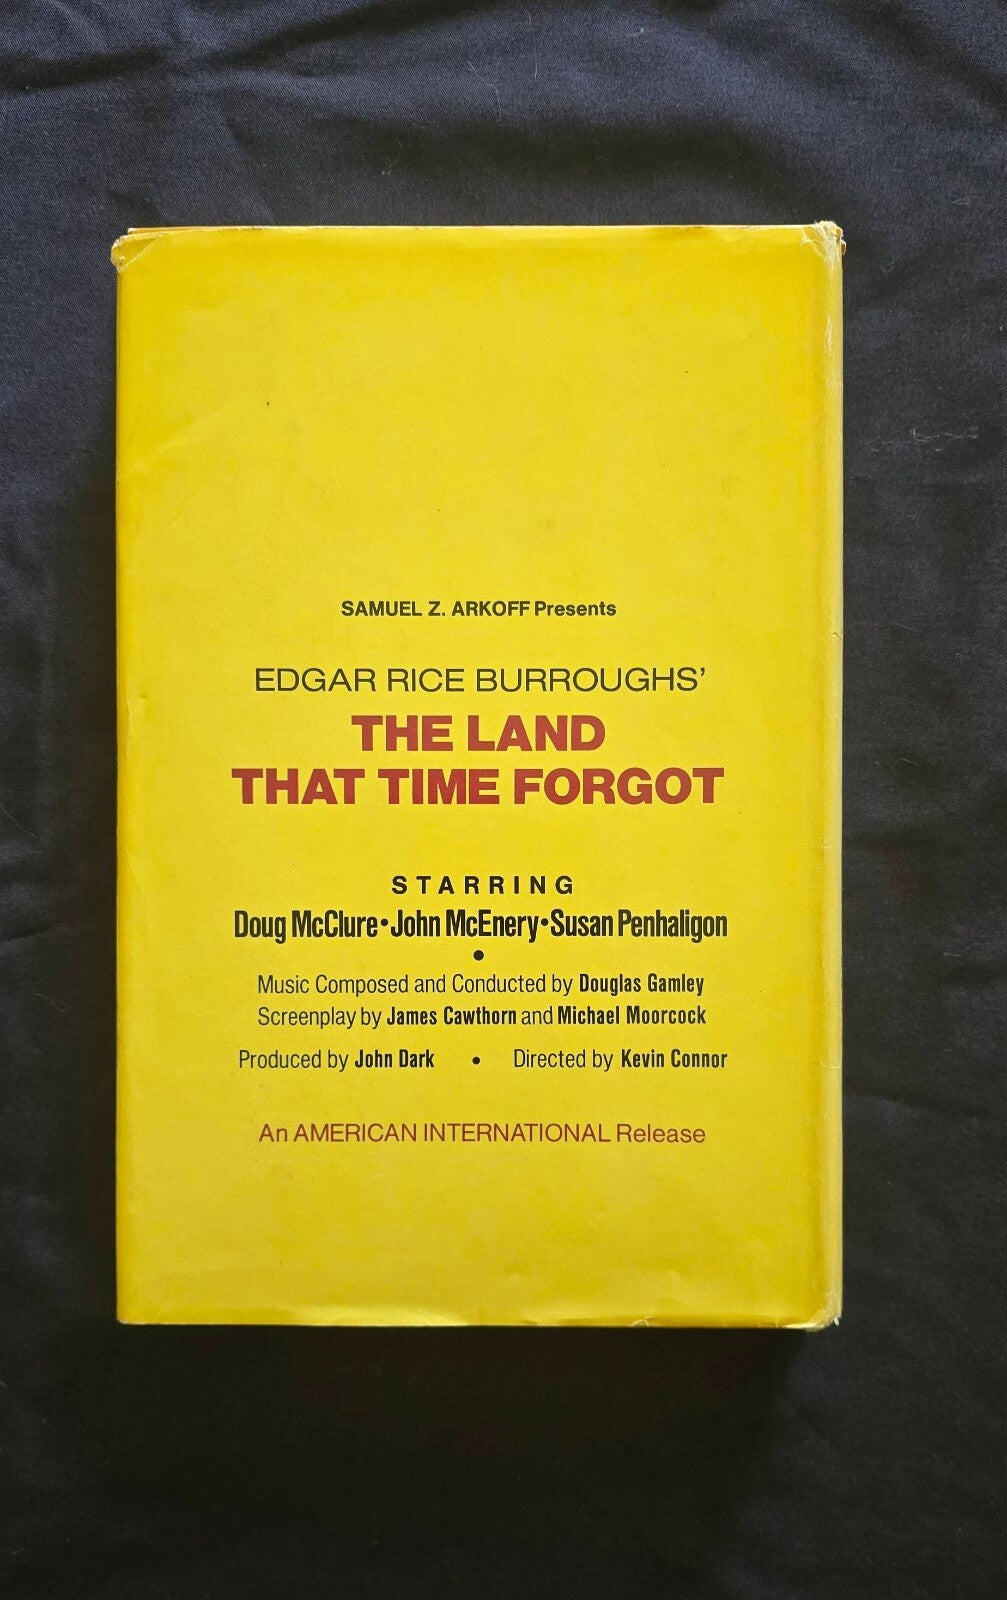 SAMUEL Z. ARKOFF Presents
EDGAR RICE BURROUGHS'
THE LAND
THAT TIME FORGOT
STARRING
Doug McClure•John McEnery•Susan Penhaligon
•
Music Composed and Conducted by Douglas Gamley
Screenplay by James Cawthorn and Michael Moorcock
Produced by John Dark • Directed by Kevin Connor
An AMERICAN INTERNATIONAL Release